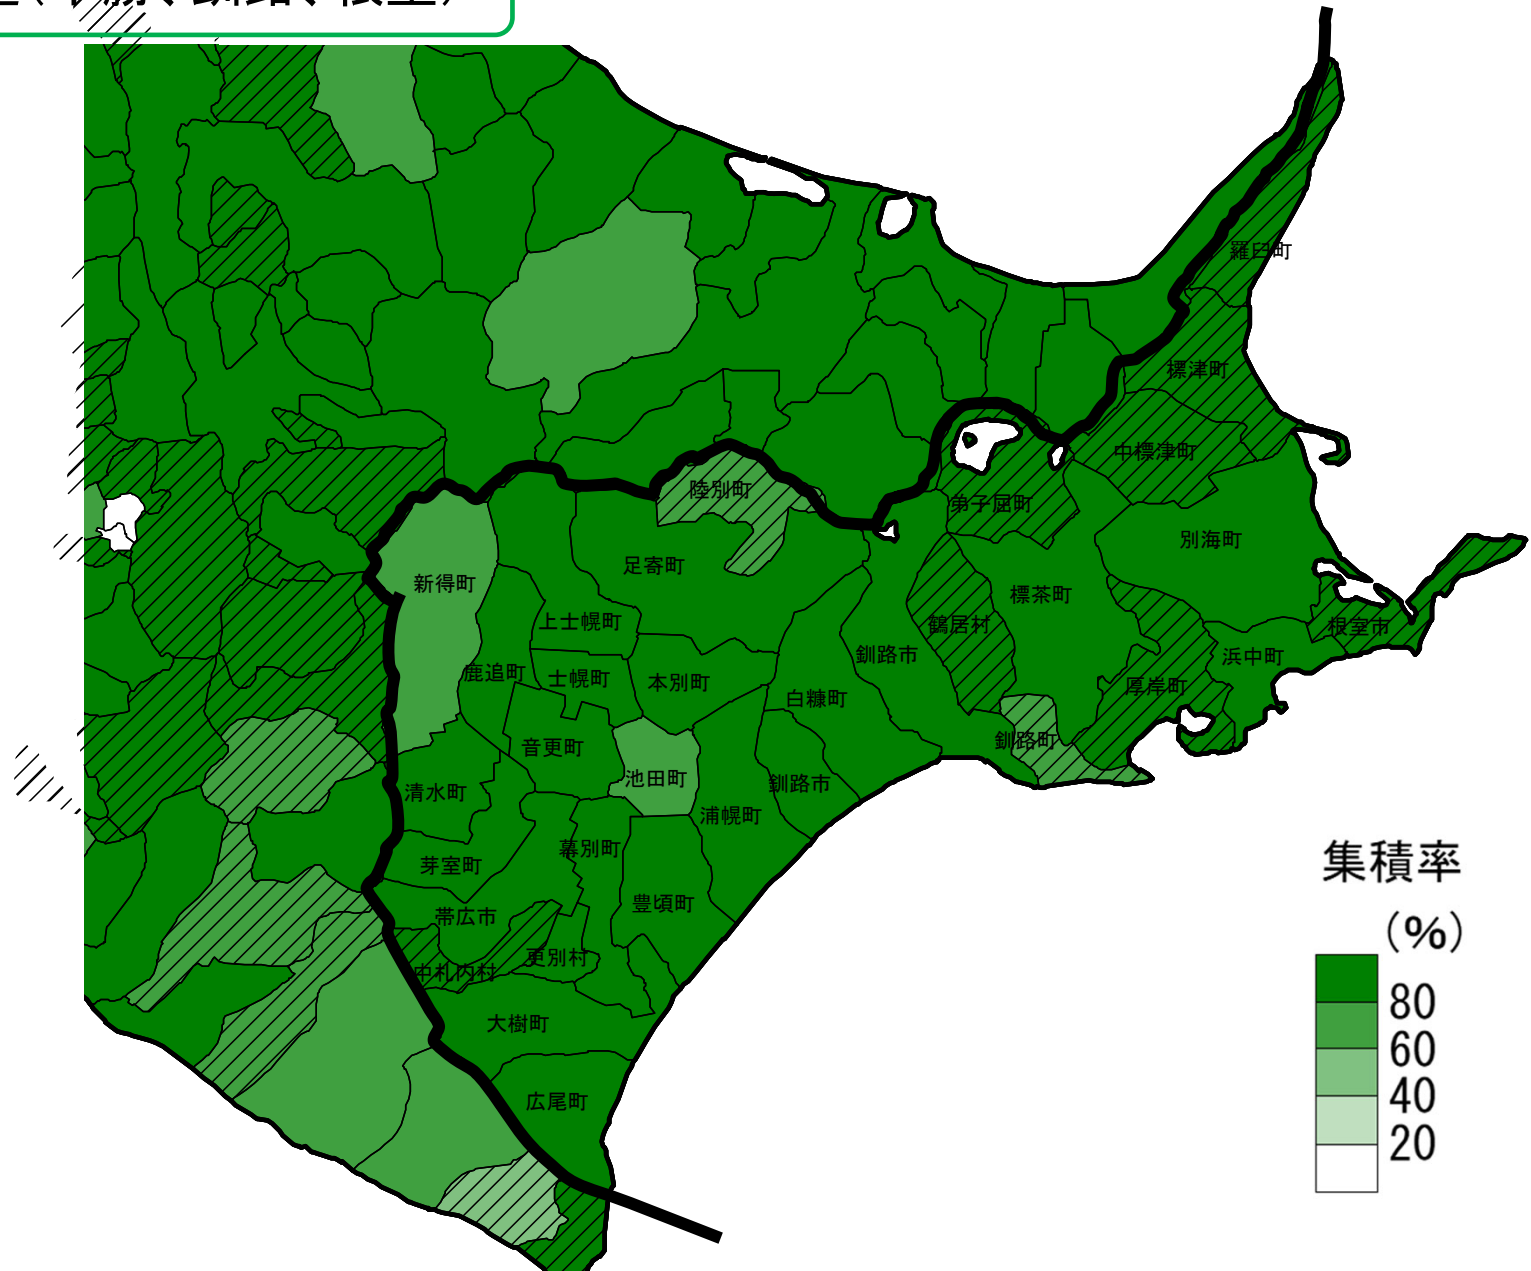 羅臼町
標津町
中標津町
陸別町
弟子屈町
別海町
足寄町
新得町
標茶町
上士幌町
鶴居村
根室市
釧路市
浜中町
鹿追町
士幌町
本別町
厚岸町
白糠町
釧路町
音更町
池田町
釧路市
清水町
浦幌町
幕別町
芽室町
豊頃町
帯広市
更別村
中札内村
大樹町
広尾町
集積率
(%)
80
60
40
20